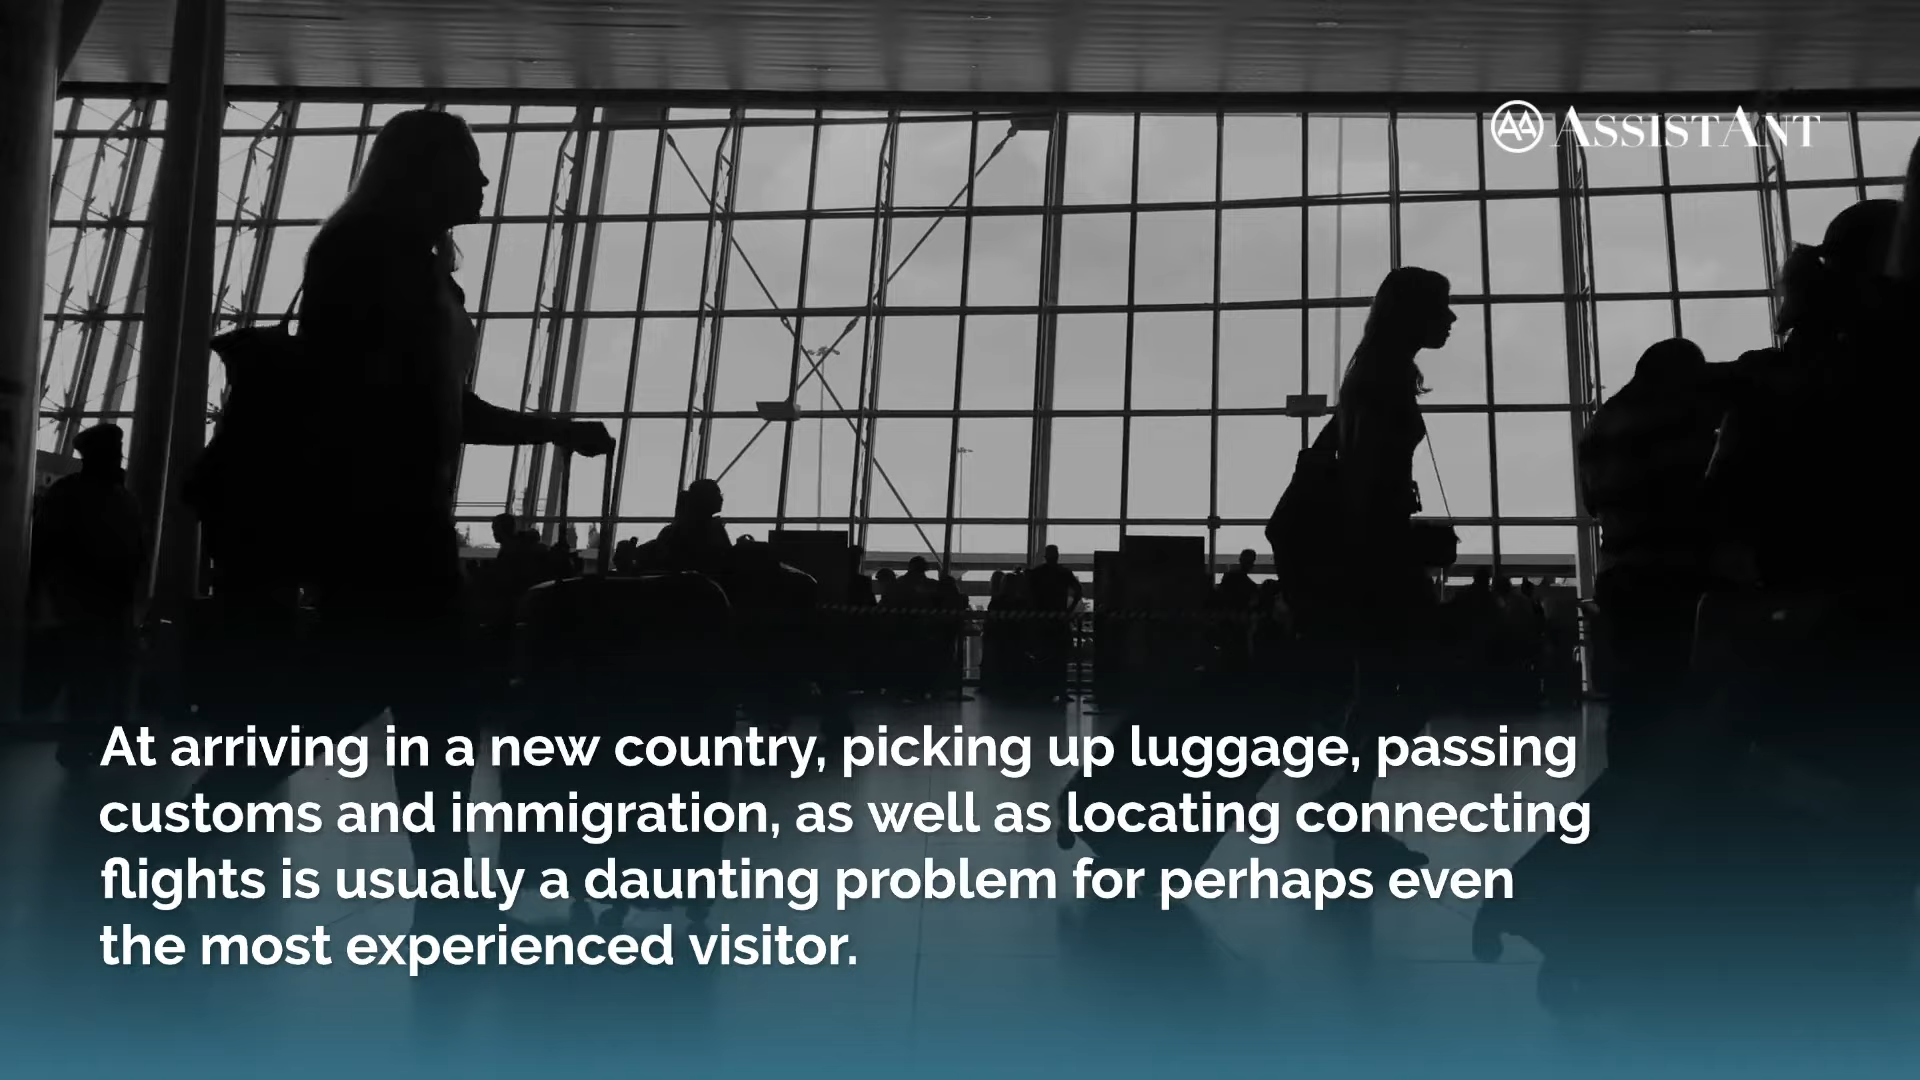 AA ASSISTANT
At arriving in a new country, picking up luggage, passing
customs and immigration, as well as locating connecting
flights is usually a daunting problem for perhaps even
the most experienced visitor.